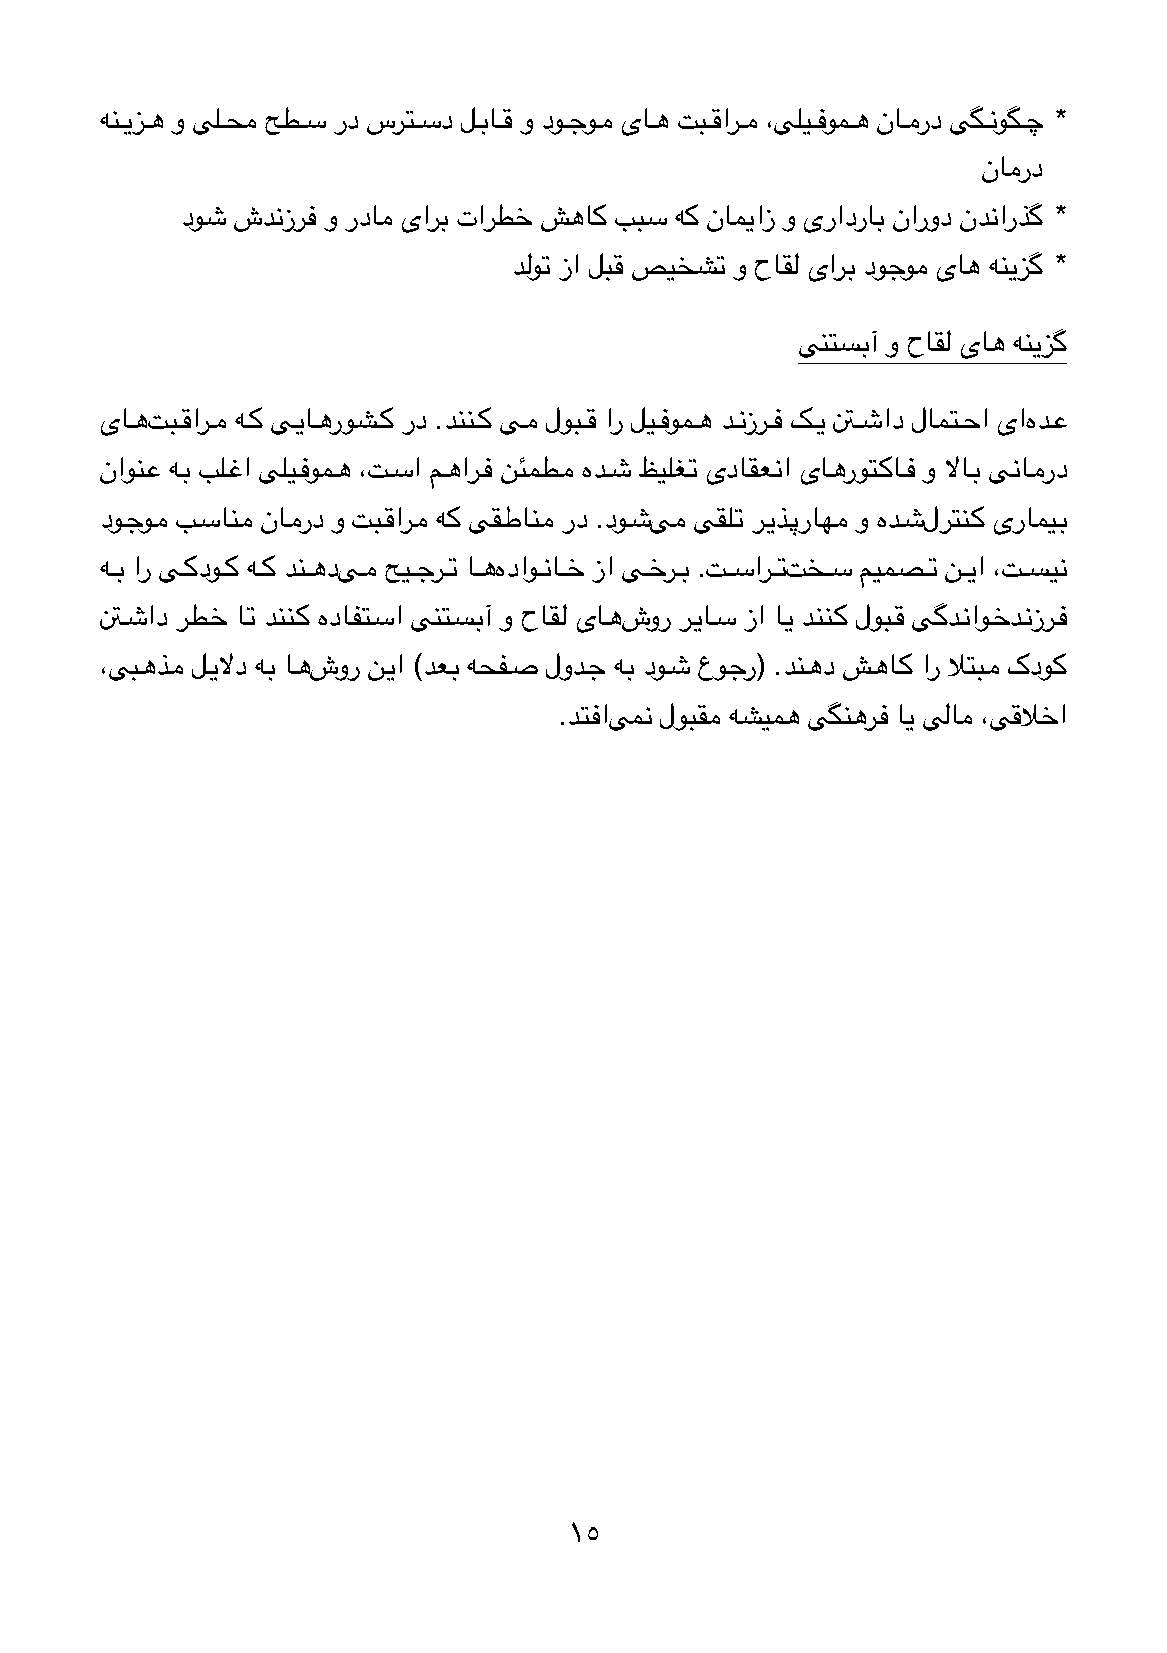 * چگونگی درمان هموفیلی، مراقبت های موجود و قابل دسترس در سطح محلی و هزینه
درمان
* گذراندن دوران بارداری و زایمان که سبب کاهش خطرات برای مادر و فرزندش شود
* گزینه های موجود برای لقاح و تشخیص قبل از تولد
گزینه های لقاح و آبستنی
عده‌ای احتمال داشتن یک فرزند هموفیل را قبول می کنند. در کشورهایی که مراقبت‌های
درمانی بالا و فاکتورهای انعقادی تغلیظ شده مطمئن فراهم است، هموفیلی اغلب به عنوان
بیماری کنترل‌شده و مهارپذیر تلقی می‌شود. در مناطقی که مراقبت و درمان مناسب موجود
نیست، این تصمیم سخت‌تراست. برخی از خانواده‌ها ترجیح می‌دهند که کودکی را به
فرزندخواندگی قبول کنند یا از سایر روش‌های لقاح و آبستنی استفاده کنند تا خطر داشتن
کودک مبتلا را کاهش دهند. (رجوع شود به جدول صفحه بعد) این روش‌ها به دلایل مذهبی،
اخلاقی، مالی یا فرهنگی همیشه مقبول نمی‌افتد.
١٥